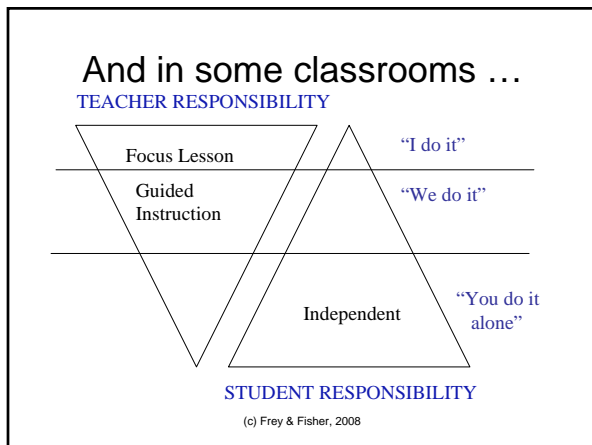 And in some classrooms …
TEACHER RESPONSIBILITY
Focus Lesson
“I do it”
Guided
Instruction
“We do it”
Independent
“You do it
alone”
STUDENT RESPONSIBILITY
(c) Frey & Fisher, 2008